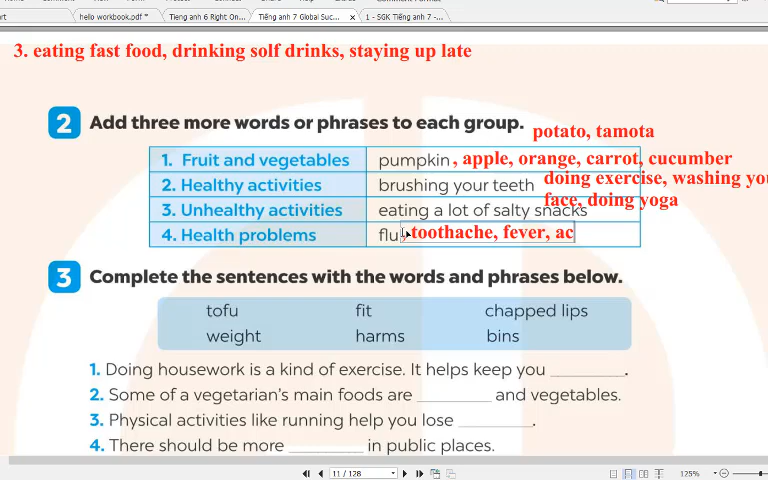 hello workbook.pdf *
Tieng anh 6 Right On...
Tiếng anh 7 Global Suc...
1 - SGK Tiếng anh 7 -...
3. eating fast food, drinking solf drinks, staying up late
2 Add three more words or phrases to each group.
potato, tamota
1. Fruit and vegetables pumpkin , apple, orange, carrot, cucumber
doing exercise, washing you
2. Healthy activities brushing your teeth
face, doing yoga
3. Unhealthy activities eating a lot of salty snacks
4. Health problems flu, toothache, fever, ac
3 Complete the sentences with the words and phrases below.
tofu fit chapped lips
weight harms bins
1. Doing housework is a kind of exercise. It helps keep you ________.
2. Some of a vegetarian's main foods are ________ and vegetables.
3. Physical activities like running help you lose ________.
4. There should be more ________ in public places.
11 / 128
125%